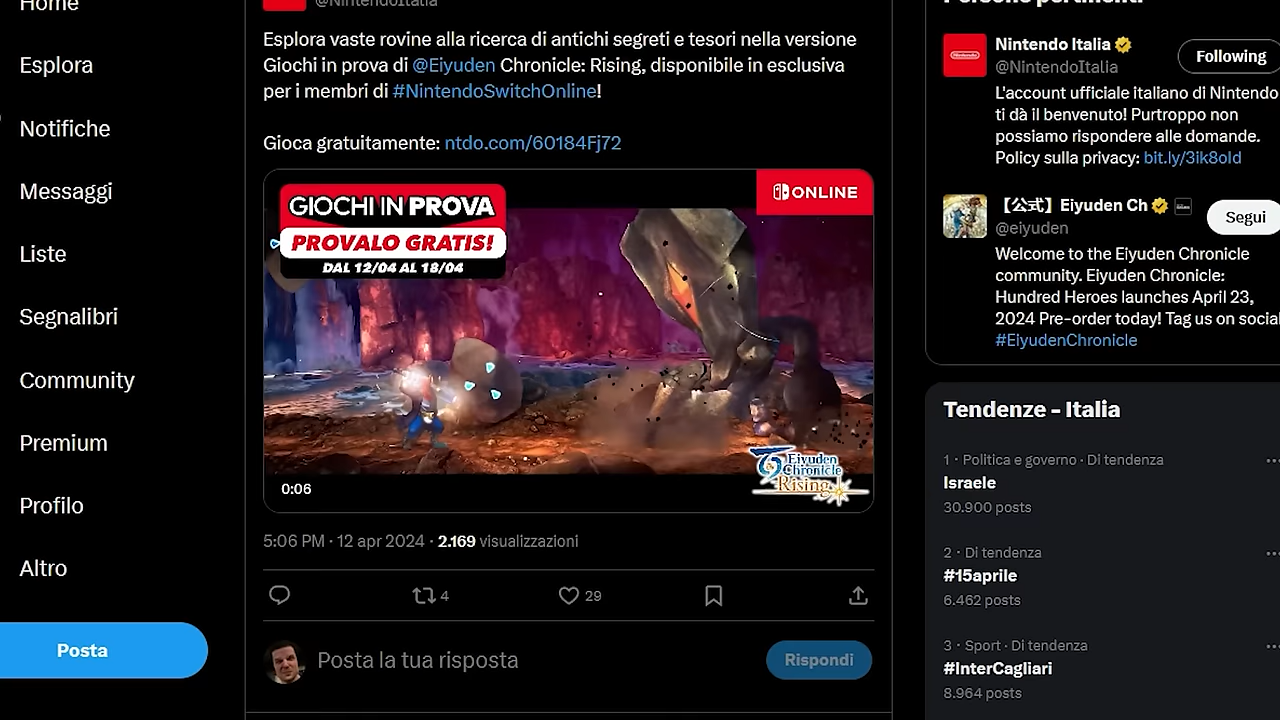 Home
Esplora
Notifiche
Messaggi
Liste
Segnalibri
Community
Premium
Profilo
Altro
Posta
@NintendoItalia
Esplora vaste rovine alla ricerca di antichi segreti e tesori nella versione
Giochi in prova di @Eiyuden Chronicle: Rising, disponibile in esclusiva
per i membri di #NintendoSwitchOnline!
Gioca gratuitamente: ntdo.com/60184Fj72
GIOCHI IN PROVA
PROVALO GRATIS!
DAL 12/04 AL 18/04
ONLINE
Eiyuden
Chronicle
Rising
0:06
5:06 PM · 12 apr 2024 · 2.169 visualizzazioni
4
29
Posta la tua risposta
Rispondi
Persone pertinenti
Nintendo Italia
@NintendoItalia
Following
L'account ufficiale italiano di Nintendo
ti dà il benvenuto! Purtroppo non
possiamo rispondere alle domande.
Policy sulla privacy: bit.ly/3ik8old
【公式】Eiyuden Ch
@eiyuden
Segui
Welcome to the Eiyuden Chronicle
community. Eiyuden Chronicle:
Hundred Heroes launches April 23,
2024 Pre-order today! Tag us on social
#EiyudenChronicle
Tendenze - Italia
1 · Politica e governo · Di tendenza
Israele
30.900 posts
2 · Di tendenza
#15aprile
6.462 posts
3 · Sport · Di tendenza
#InterCagliari
8.964 posts